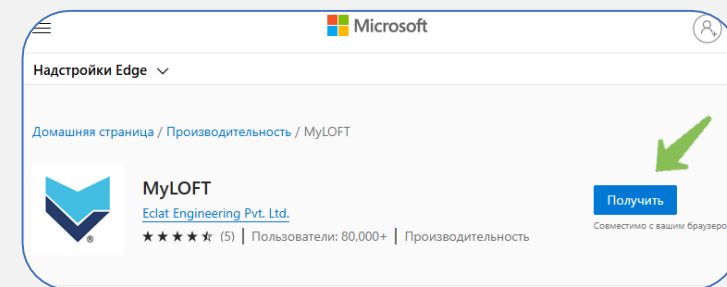 Microsoft
Надстройки Edge
Домашняя страница / Производительность / MyLOFT
MyLOFT
Eclat Engineering Pvt. Ltd.
(5) | Пользователи: 80,000+ | Производительность
Получить
Совместимо с вашим браузеро